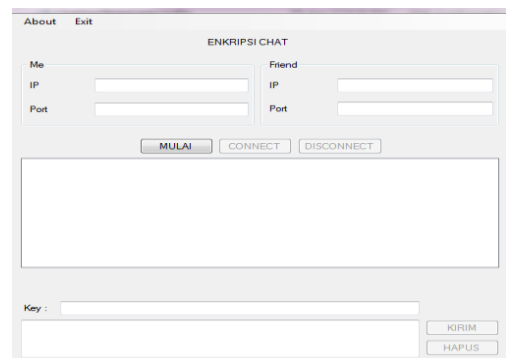 About Exit
ENKRIPSI CHAT
Me
IP
Port
Friend
IP
Port
MULAI CONNECT DISCONNECT
Key :
KIRIM
HAPUS